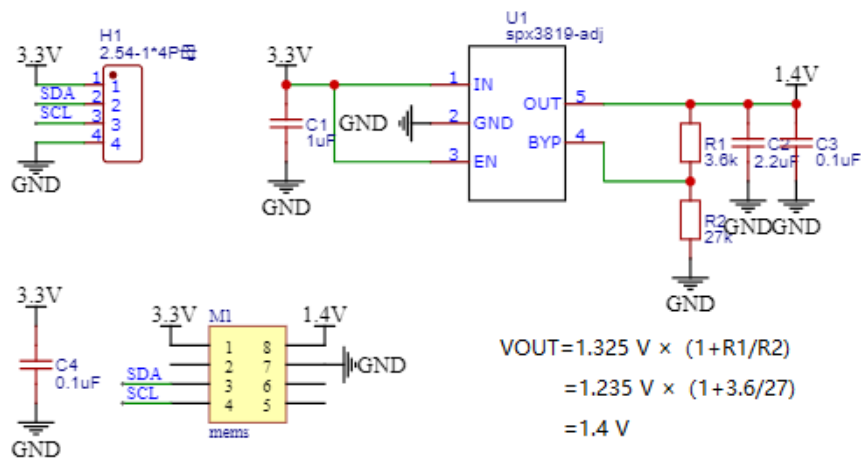 H1
2.54-1*4P
3.3V
SDA
SCL
1 1
2 2
3 3
4 4
GND
U1
spx3819-adj
3.3V
C1
1uF
GND
GND
1 IN
2 GND
3 EN
OUT 5
BYP 4
1.4V
R1
3.6k
C2
2.2uF
C3
0.1uF
GND
GND
R2
27k
GND
3.3V
C4
0.1uF
GND
M1
3.3V
1.4V
1 8
2 7
3 6
4 5
SDA
SCL
GND
mems
VOUT=1.325 V × (1+R1/R2)
=1.235 V × (1+3.6/27)
=1.4 V